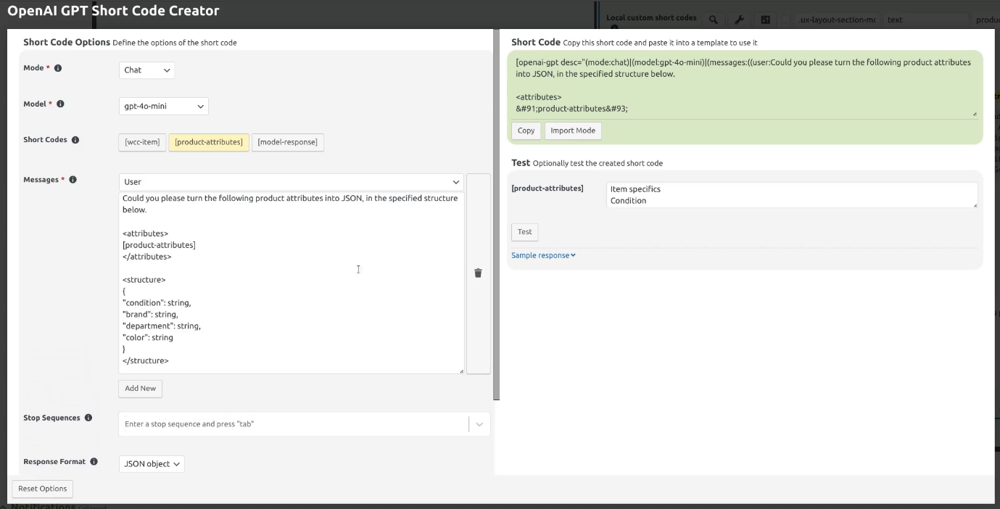 OpenAI GPT Short Code Creator
Local custom short codes
.ux-layout-section-mc
text
produ
Short Code Options Define the options of the short code
Mode *
Chat
Model *
gpt-4o-mini
Short Codes
[wcc-item]
[product-attributes]
[model-response]
Messages *
User
Could you please turn the following product attributes into JSON, in the specified structure
below.
<attributes>
[product-attributes]
</attributes>
<structure>
{
"condition": string,
"brand": string,
"department": string,
"color": string
}
</structure>
Add New
Stop Sequences
Enter a stop sequence and press "tab"
Response Format
JSON object
Reset Options
Short Code Copy this short code and paste it into a template to use it
[openai-gpt desc="(mode:chat)|(model:gpt-4o-mini)|(messages:((user:Could you please turn the following product attributes
into JSON, in the specified structure below.
<attributes>
&#91;product-attributes&#93;
Copy
Import Mode
Test Optionally test the created short code
[product-attributes]
Item specifics
Condition
Test
Sample response
Notifications